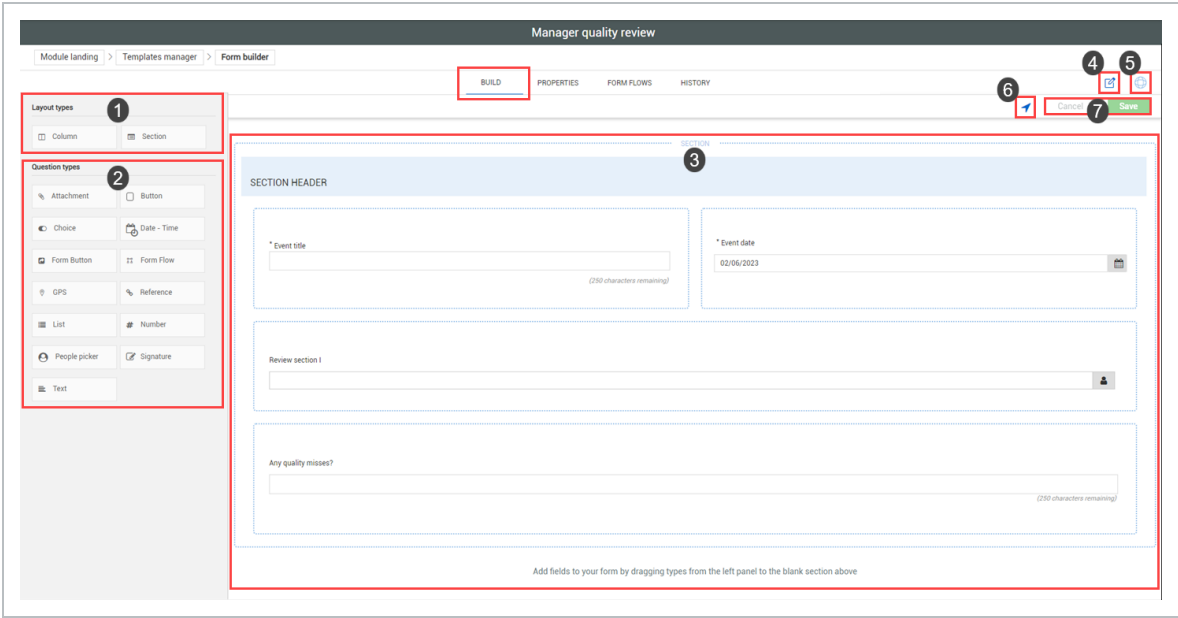 Manager quality review
Module landing > Templates manager > Form builder
BUILD PROPERTIES FORM FLOWS HISTORY
4 5
6
Cancel 7 Save
Layout types 1
Column Section
Question types 2
Attachment Button
Choice Date - Time
Form Button Form Flow
GPS Reference
List # Number
People picker Signature
Text
SECTION
3
SECTION HEADER
* Event title
(250 characters remaining)
* Event date
02/06/2023
Review section I
Any quality misses?
(250 characters remaining)
Add fields to your form by dragging types from the left panel to the blank section above